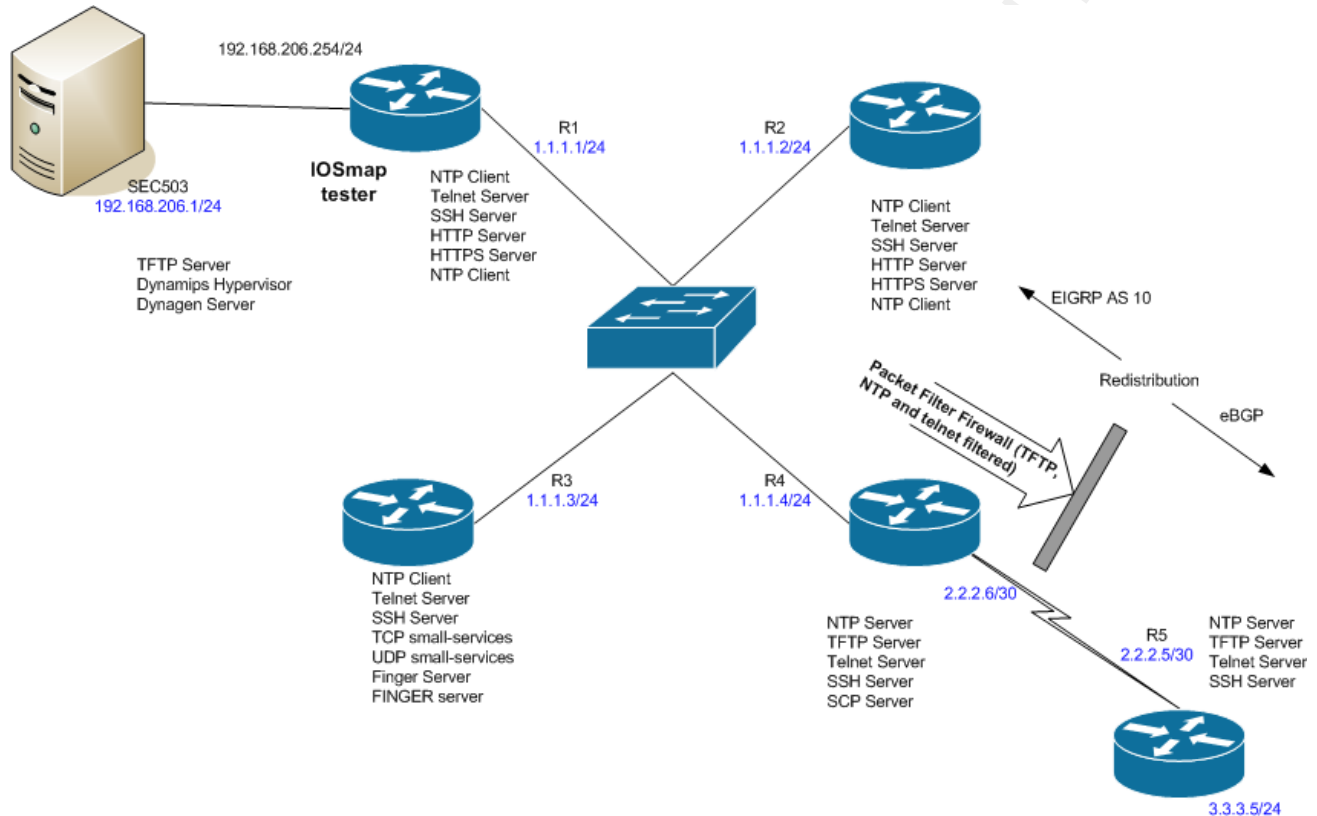 192.168.206.254/24
SEC503
192.168.206.1/24
TFTP Server
Dynamips Hypervisor
Dynagen Server
IOSmap
tester
R1
1.1.1.1/24
NTP Client
Telnet Server
SSH Server
HTTP Server
HTTPS Server
NTP Client
R2
1.1.1.2/24
NTP Client
Telnet Server
SSH Server
HTTP Server
HTTPS Server
NTP Client
EIGRP AS 10
Redistribution
eBGP
Packet Filter Firewall (TFTP,
NTP and telnet filtered)
R3
1.1.1.3/24
NTP Client
Telnet Server
SSH Server
TCP small-services
UDP small-services
Finger Server
FINGER server
R4
1.1.1.4/24
2.2.2.6/30
NTP Server
TFTP Server
Telnet Server
SSH Server
SCP Server
R5
2.2.2.5/30
NTP Server
TFTP Server
Telnet Server
SSH Server
3.3.3.5/24